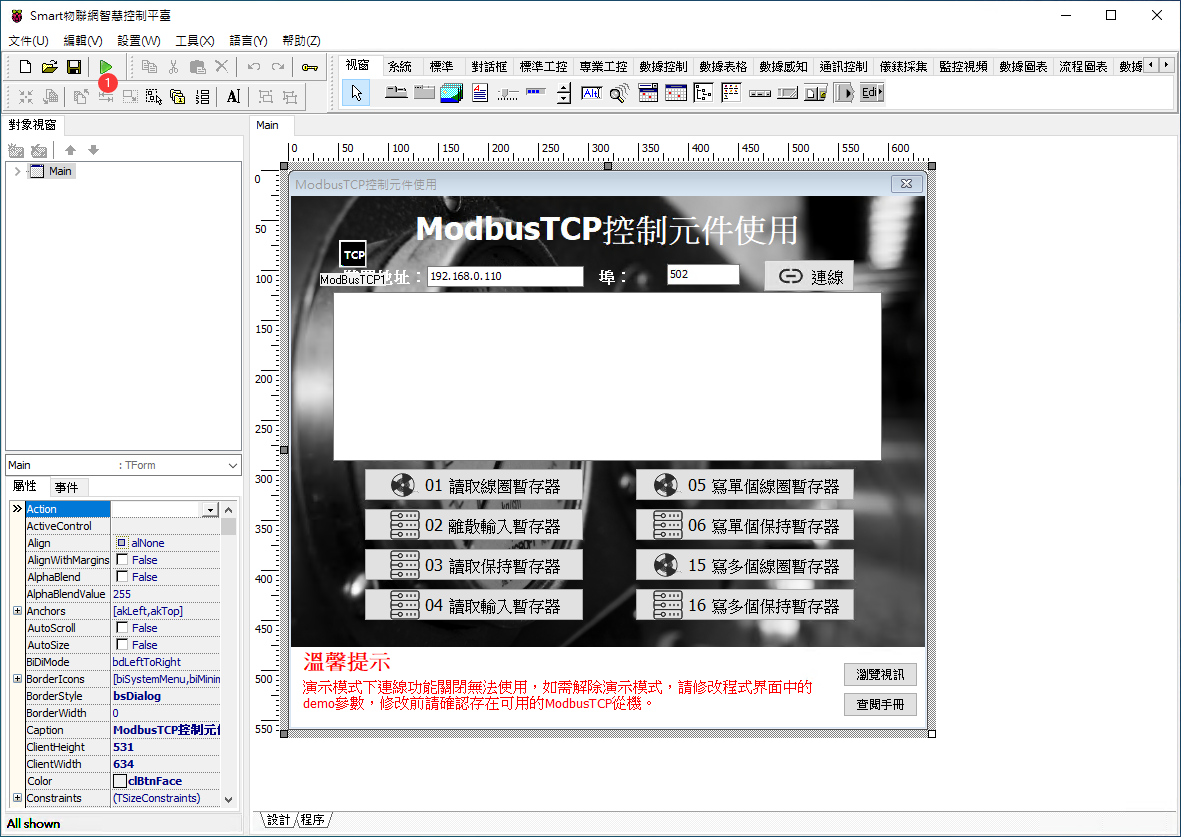 Smart物聯網智慧控制平臺
文件(U) 編輯(V) 設置(W) 工具(X) 語言(Y) 帮助(Z)
1
视窗 系統 標準 對話框 標準工控 專業工控 數據控制 數據表格 數據感知 通訊控制 儀錶採集 監控視頻 數據圖表 流程圖表 數據
Edi
對象視窗
Main
Main
Main : TForm
屬性 事件
Action
ActiveControl
Align alNone
AlignWithMargins False
AlphaBlend False
AlphaBlendValue 255
Anchors [akLeft,akTop]
AutoScroll False
AutoSize False
BiDiMode bdLeftToRight
BorderIcons [biSystemMenu,biMinim
BorderStyle bsDialog
BorderWidth 0
Caption ModbusTCP控制元
ClientHeight 531
ClientWidth 634
Color clBtnFace
Constraints (TSizeConstraints)
All shown
0 50 100 150 200 250 300 350 400 450 500 550 600
0
50
100
150
200
250
300
350
400
450
500
550
ModbusTCP控制元件使用
ModbusTCP控制元件使用
TCP
ModBusTCP1 地址： 192.168.0.110 埠： 502 連線
01 讀取線圈暫存器 05 寫單個線圈暫存器
02 離散輸入暫存器 06 寫單個保持暫存器
03 讀取保持暫存器 15 寫多個線圈暫存器
04 讀取輸入暫存器 16 寫多個保持暫存器
溫馨提示
演示模式下連線功能關閉無法使用，如需解除演示模式，請修改程式界面中的
demo參數，修改前請確認存在可用的ModbusTCP從機。
瀏覽視訊
查閱手冊
設計 程序